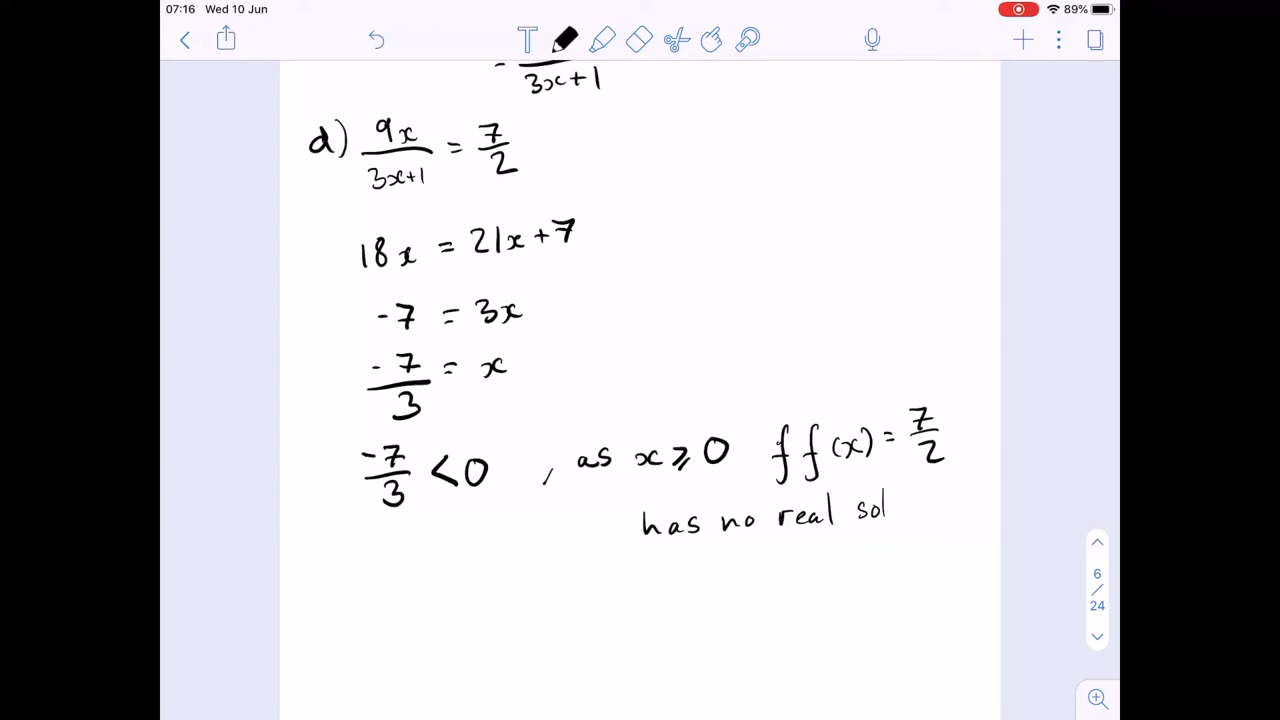 07:16 Wed 10 Jun 89%
T
- 
3x+1
d) 9x/3x+1 = 7/2
18x = 21x+7
-7 = 3x
-7/3 = x
-7/3 < 0 , as x ⩾ 0 f f(x) = 7/2
has no real sol
6
/
24